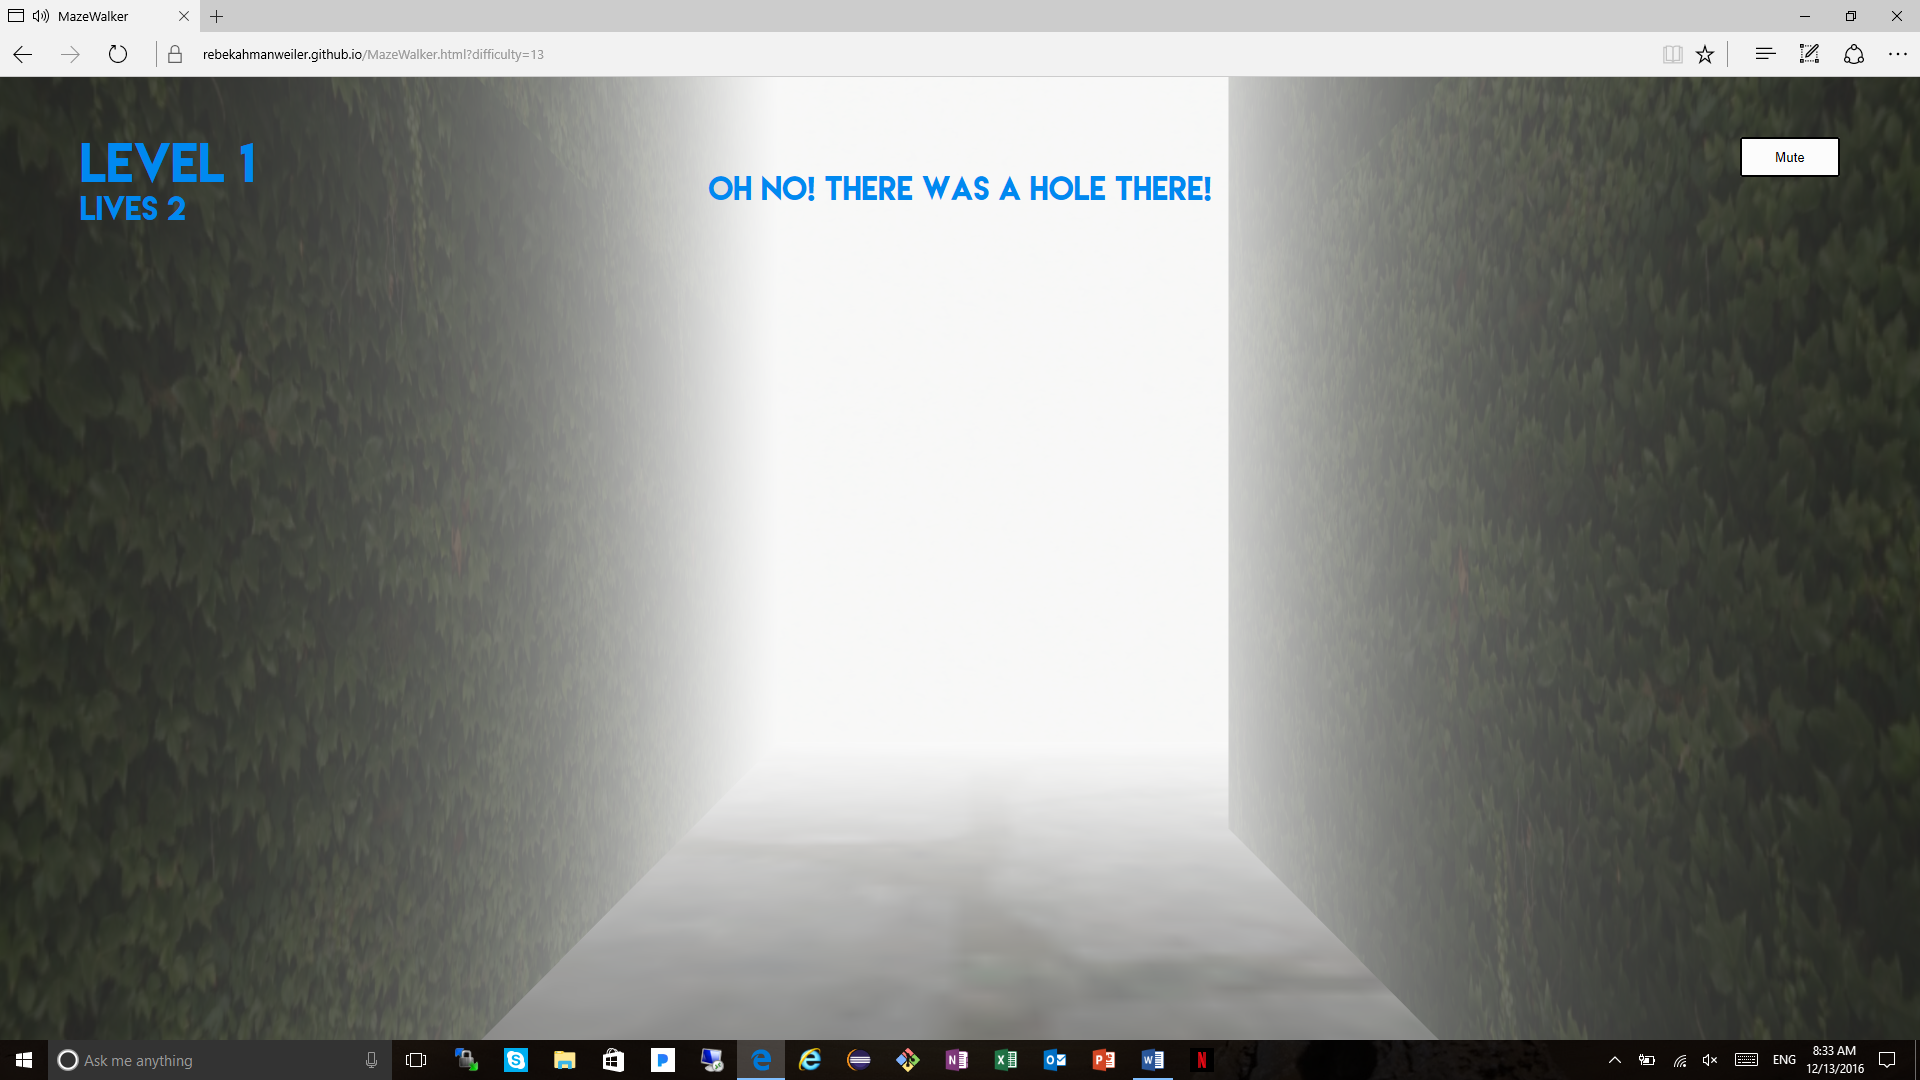 MazeWalker
rebekahmanweiler.github.io/MazeWalker.html?difficulty=13
LEVEL 1
LIVES 2
OH NO! THERE WAS A HOLE THERE!
Mute
Ask me anything
ENG
8:33 AM
12/13/2016